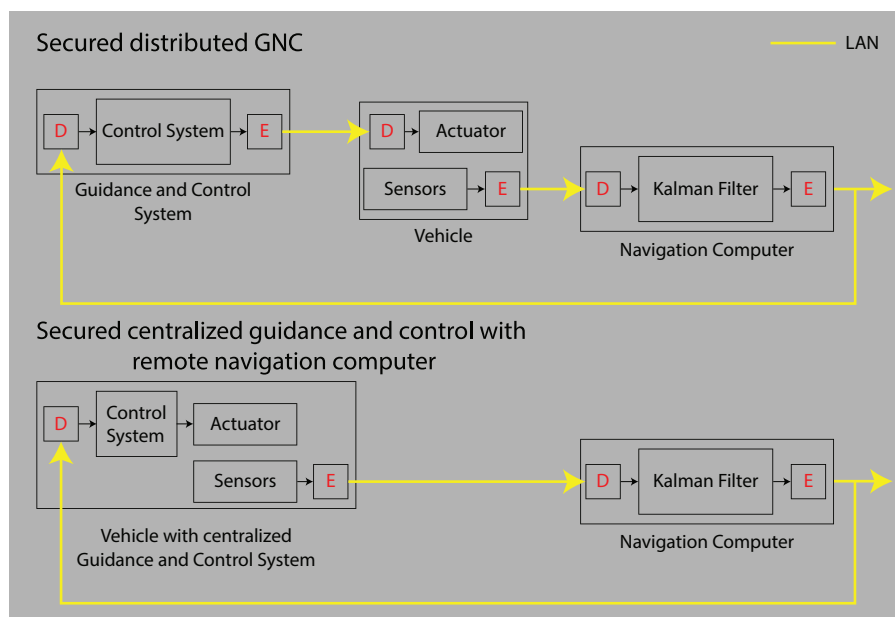 Secured distributed GNC
LAN
D
Control System
E
D
Actuator
Sensors
E
D
Kalman Filter
E
Guidance and Control
System
Vehicle
Navigation Computer
Secured centralized guidance and control with
remote navigation computer
D
Control
System
Actuator
Sensors
E
D
Kalman Filter
E
Vehicle with centralized
Guidance and Control System
Navigation Computer